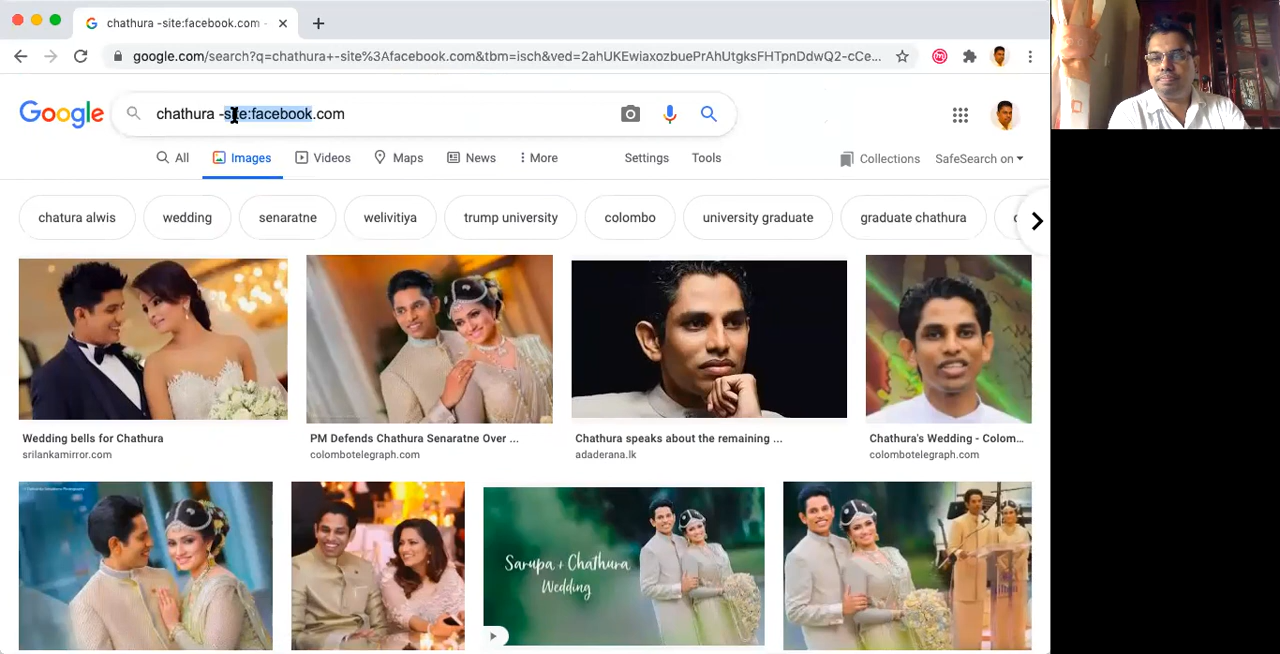 chathura -site:facebook.com -
google.com/search?q=chathura+-site%3Afacebook.com&tbm=isch&ved=2ahUKEwiaxozbuePrAhUtgksFHTpnDdwQ2-cCe...
Google
chathura -site:facebook.com
All Images Videos Maps News More Settings Tools Collections SafeSearch on
chatura alwis wedding senaratne welivitiya trump university colombo university graduate graduate chathura
Wedding bells for Chathura
srilankamirror.com
PM Defends Chathura Senaratne Over ...
colombotelegraph.com
Chathura speaks about the remaining ...
adaderana.lk
Chathura's Wedding - Colom...
colombotelegraph.com
Sarupa + Chathura
Wedding